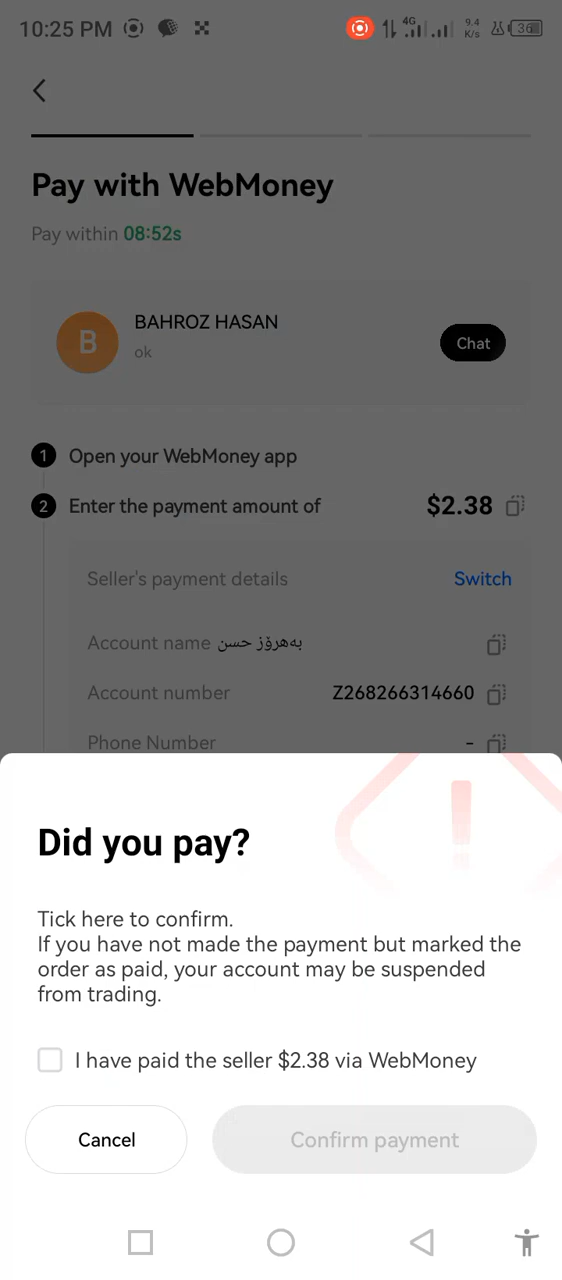 10:25 PM
4G
9.4
K/s
36
Pay with WebMoney
Pay within 08:52s
B
BAHROZ HASAN
ok
Chat
1 Open your WebMoney app
2 Enter the payment amount of $2.38
Seller's payment details Switch
Account name بەهرۆز حسن
Account number Z268266314660
Phone Number -
Did you pay?
Tick here to confirm.
If you have not made the payment but marked the
order as paid, your account may be suspended
from trading.
I have paid the seller $2.38 via WebMoney
Cancel
Confirm payment